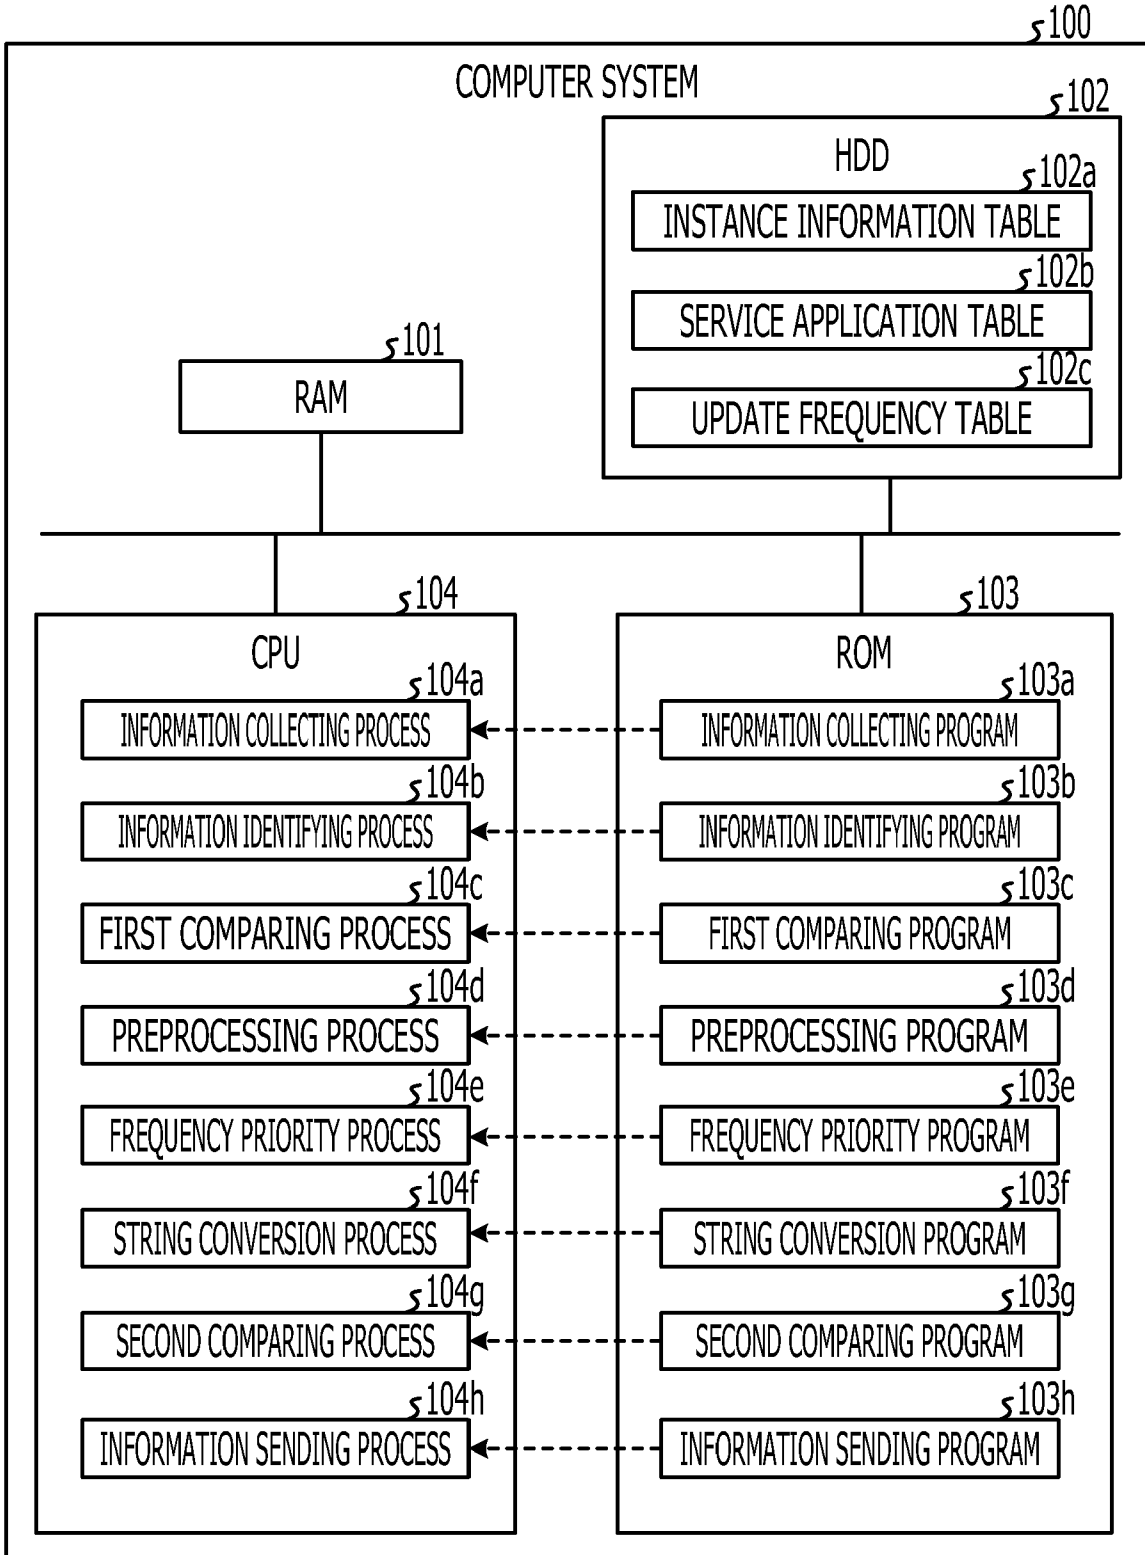 100
COMPUTER SYSTEM
102
HDD
102a
INSTANCE INFORMATION TABLE
102b
SERVICE APPLICATION TABLE
102c
UPDATE FREQUENCY TABLE
101
RAM
104
CPU
104a
INFORMATION COLLECTING PROCESS
104b
INFORMATION IDENTIFYING PROCESS
104c
FIRST COMPARING PROCESS
104d
PREPROCESSING PROCESS
104e
FREQUENCY PRIORITY PROCESS
104f
STRING CONVERSION PROCESS
104g
SECOND COMPARING PROCESS
104h
INFORMATION SENDING PROCESS
103
ROM
103a
INFORMATION COLLECTING PROGRAM
103b
INFORMATION IDENTIFYING PROGRAM
103c
FIRST COMPARING PROGRAM
103d
PREPROCESSING PROGRAM
103e
FREQUENCY PRIORITY PROGRAM
103f
STRING CONVERSION PROGRAM
103g
SECOND COMPARING PROGRAM
103h
INFORMATION SENDING PROGRAM